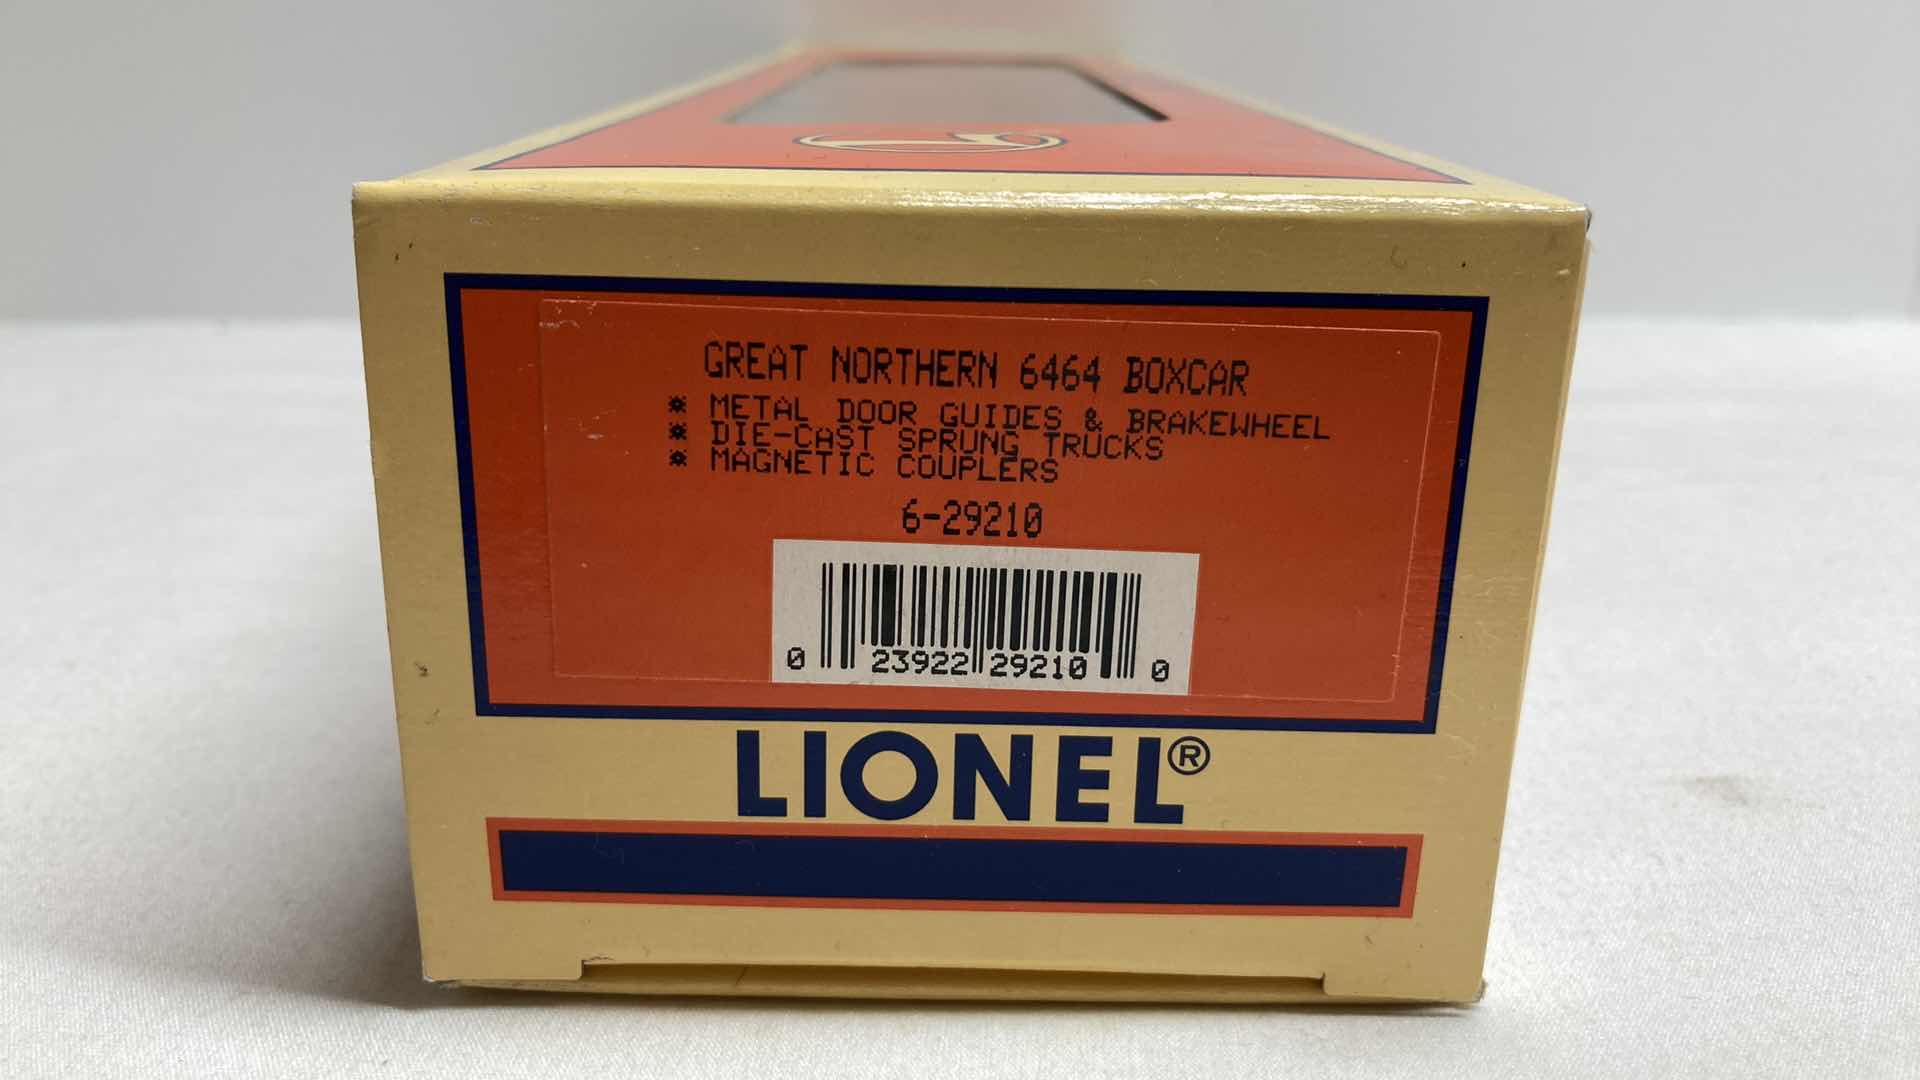 GREAT NORTHERN 6464 BOXCAR
* METAL DOOR GUIDES & BRAKEWHEEL
* DIE-CAST SPRUNG TRUCKS
* MAGNETIC COUPLERS
6-29210
0 23922 29210 0
LIONEL®